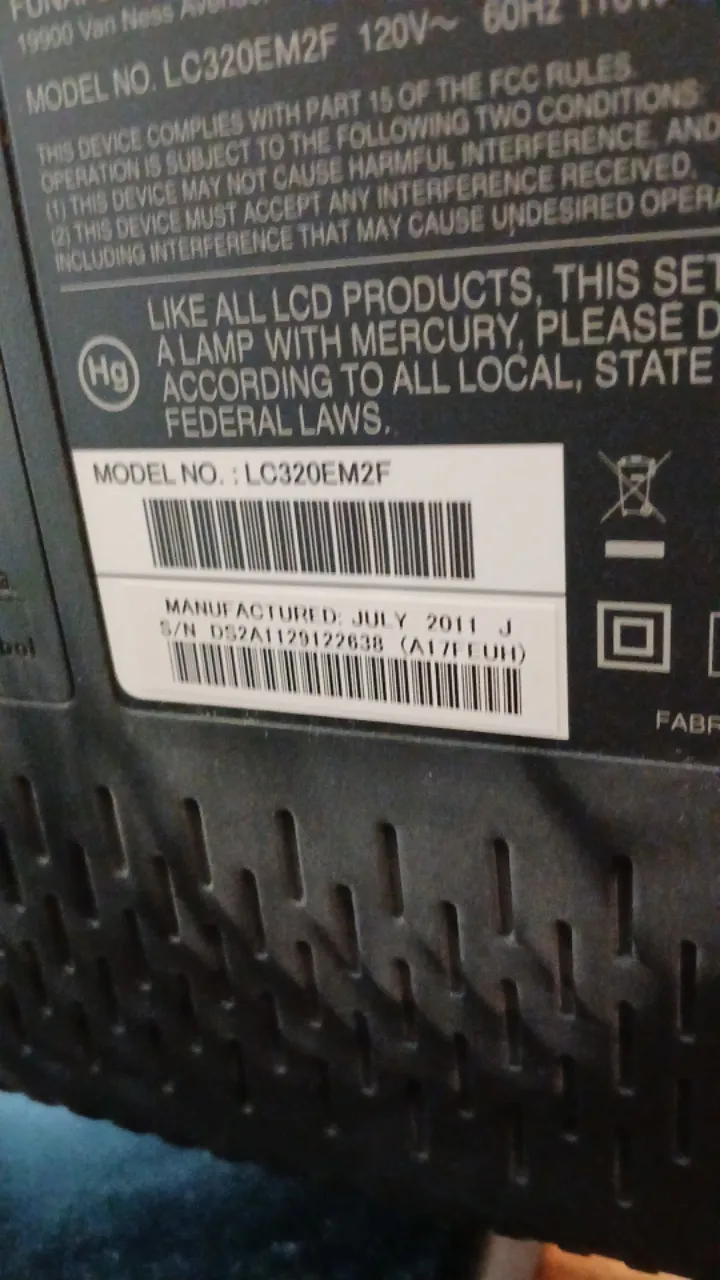 19900 Van Ness Avenue
MODEL NO. LC320EM2F 120V~ 60Hz
THIS DEVICE COMPLIES WITH PART 15 OF THE FCC RULES.
OPERATION IS SUBJECT TO THE FOLLOWING TWO CONDITIONS:
(1) THIS DEVICE MAY NOT CAUSE HARMFUL INTERFERENCE, AND
(2) THIS DEVICE MUST ACCEPT ANY INTERFERENCE RECEIVED,
INCLUDING INTERFERENCE THAT MAY CAUSE UNDESIRED OPERA
LIKE ALL LCD PRODUCTS, THIS SET
Hg A LAMP WITH MERCURY, PLEASE D
ACCORDING TO ALL LOCAL, STATE
FEDERAL LAWS.
MODEL NO. : LC320EM2F
MANUFACTURED: JULY 2011 J
S/N DS2A1129122638 (A17FEUH)
FABR